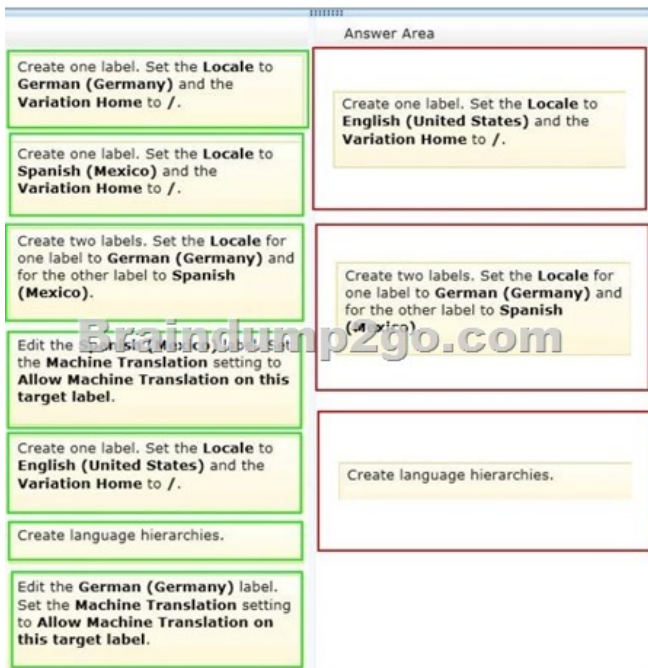 Answer Area
Create one label. Set the Locale to
German (Germany) and the
Variation Home to /.
Create one label. Set the Locale to
Spanish (Mexico) and the
Variation Home to /.
Create two labels. Set the Locale for
one label to German (Germany) and
for the other label to Spanish
(Mexico).
Edit the Spanish (Mexico) label. Set
the Machine Translation setting to
Allow Machine Translation on this
target label.
Create one label. Set the Locale to
English (United States) and the
Variation Home to /.
Create language hierarchies.
Edit the German (Germany) label.
Set the Machine Translation setting
to Allow Machine Translation on
this target label.
Create one label. Set the Locale to
English (United States) and the
Variation Home to /.
Create two labels. Set the Locale for
one label to German (Germany) and
for the other label to Spanish
(Mexico).
Create language hierarchies.
Braindump2go.com